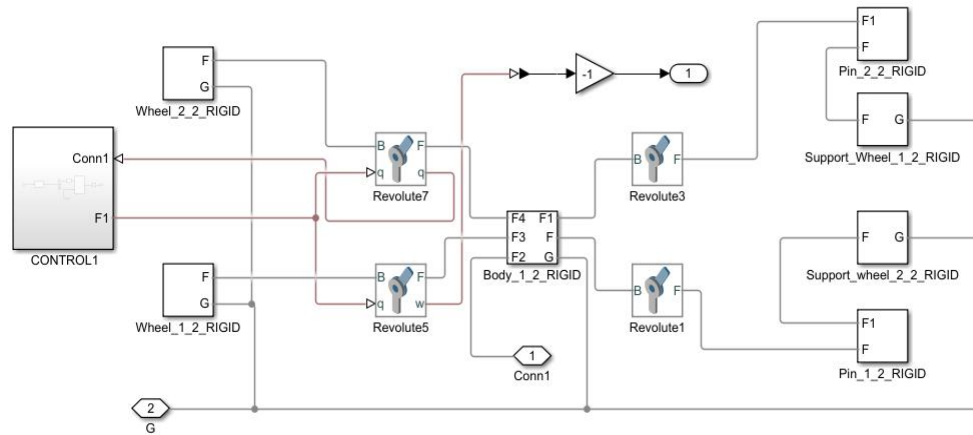 F1
F
Pin_2_2_RIGID
F
G
Wheel_2_2_RIGID
-1
1
F
G
Support_Wheel_1_2_RIGID
Conn1
F1
CONTROL1
B
F
q
q
Revolute7
B
F
Revolute3
F4
F1
F3
F
F2
G
Body_1_2_RIGID
F
G
Support_wheel_2_2_RIGID
F
G
Wheel_1_2_RIGID
B
F
q
w
Revolute5
B
F
Revolute1
F1
F
Pin_1_2_RIGID
1
Conn1
2
G